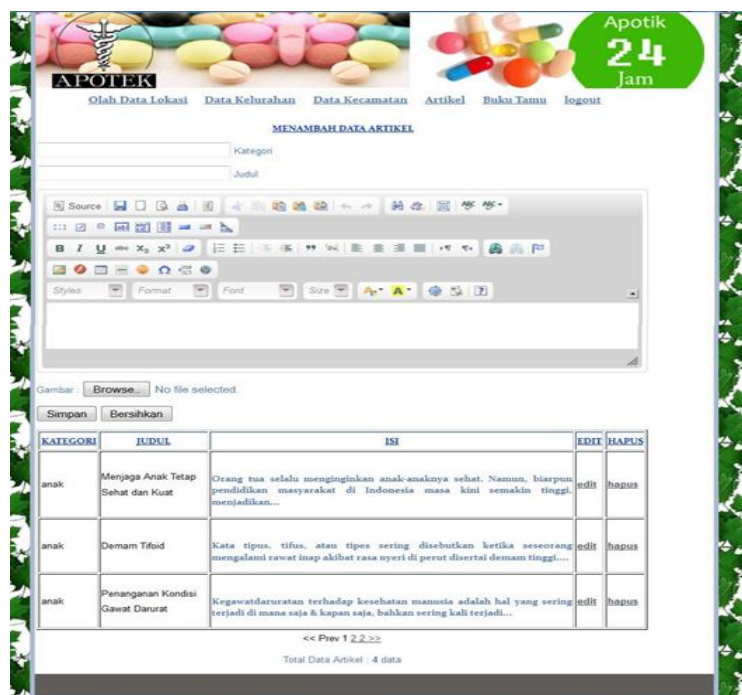 APOTEK
Apotik
24
Jam
Olah Data Lokasi Data Kelurahan Data Kecamatan Artikel Buku Tamu logout
MENAMBAH DATA ARTIKEL
Kategori
Judul
Source
ABC ABC
B I U abc X₂ X²
Styles Format Font Size A A ?
Gambar : Browse... No file selected.
Simpan Bersihkan
KATEGORI JUDUL ISI EDIT HAPUS
anak
Menjaga Anak Tetap
Sehat dan Kuat
Orang tua selalu menginginkan anak-anaknya sehat. Namun, biarpun
pendidikan masyarakat di Indonesia masa kini semakin tinggi,
menjadikan...
edit hapus
anak
Demam Tifoid
Kata tipus, tifus, atau tipes sering disebutkan ketika seseorang
mengalami rawat inap akibat rasa nyeri di perut disertai demam tinggi....
edit hapus
anak
Penanganan Kondisi
Gawat Darurat
Kegawatdaruratan terhadap kesehatan manusia adalah hal yang sering
terjadi di mana saja & kapan saja, bahkan sering kali terjadi...
edit hapus
<< Prev 1 2 2 >>
Total Data Artikel : 4 data